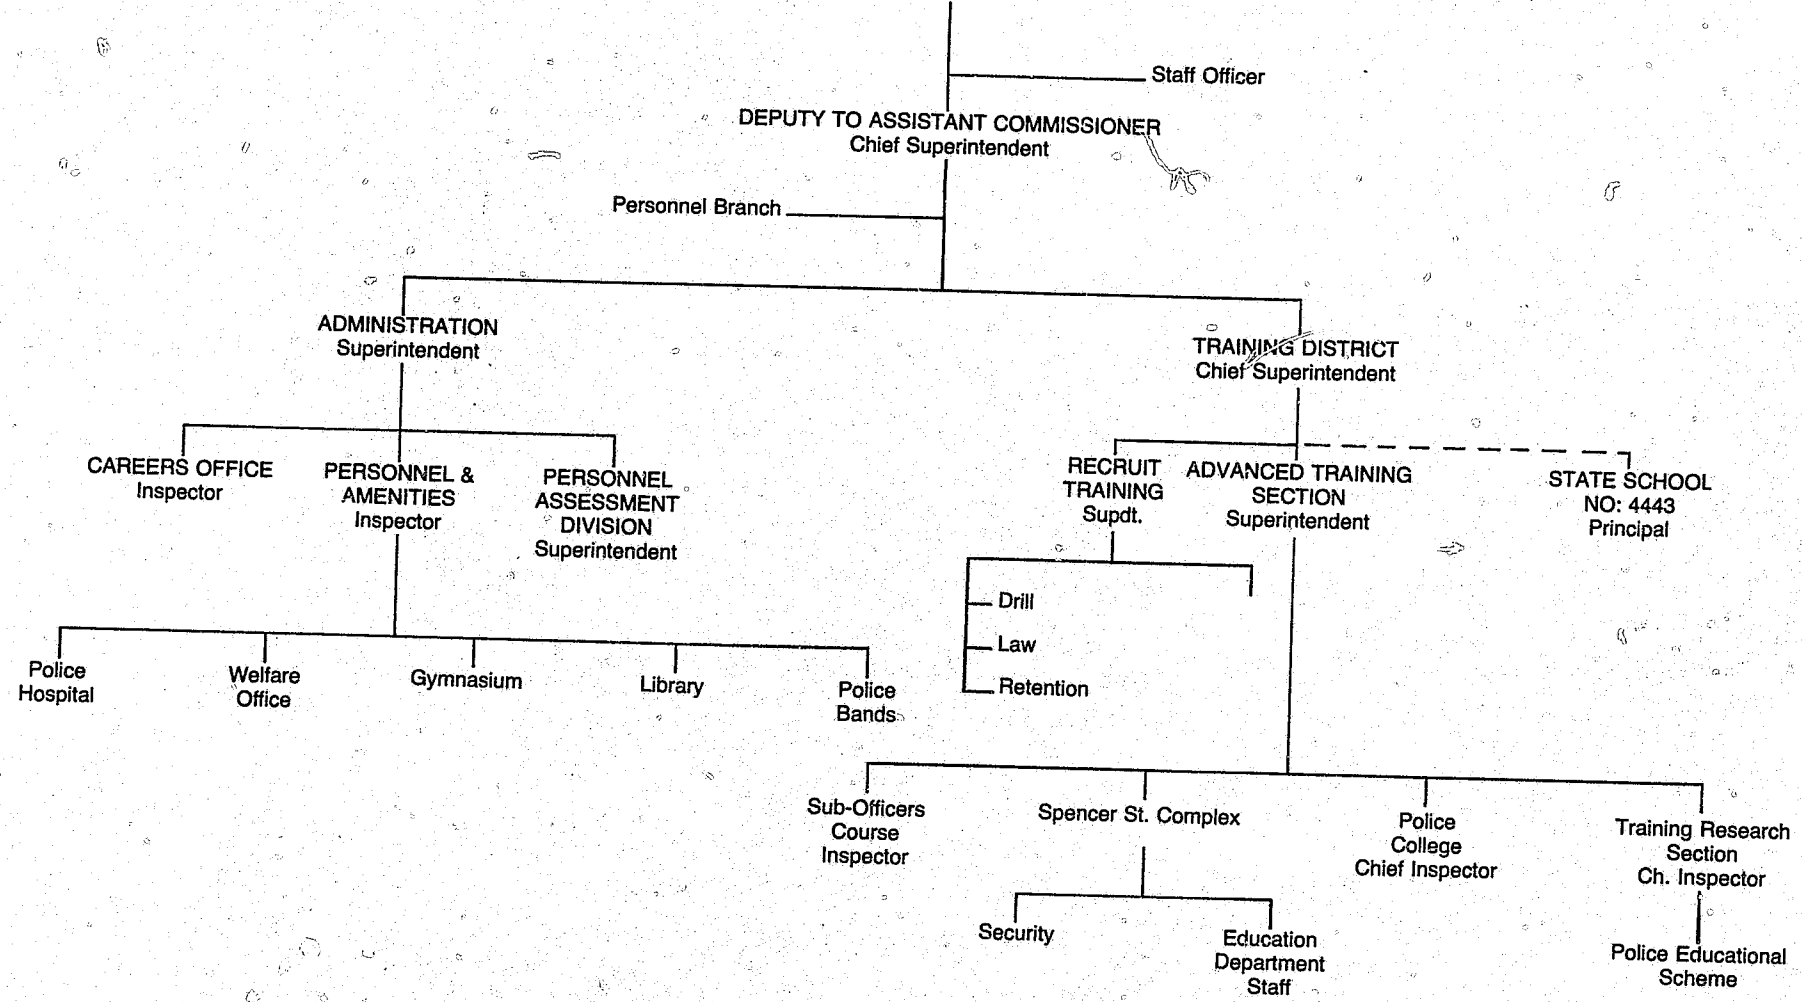 Staff Officer
DEPUTY TO ASSISTANT COMMISSIONER
Chief Superintendent
Personnel Branch
ADMINISTRATION
Superintendent
TRAINING DISTRICT
Chief Superintendent
CAREERS OFFICE
Inspector
PERSONNEL &
AMENITIES
Inspector
PERSONNEL
ASSESSMENT
DIVISION
Superintendent
RECRUIT
TRAINING
Supdt.
ADVANCED TRAINING
SECTION
Superintendent
STATE SCHOOL
NO: 4443
Principal
Drill
Law
Retention
Police
Hospital
Welfare
Office
Gymnasium
Library
Police
Bands
Sub-Officers
Course
Inspector
Spencer St. Complex
Police
College
Chief Inspector
Training Research
Section
Ch. Inspector
Security
Education
Department
Staff
Police Educational
Scheme